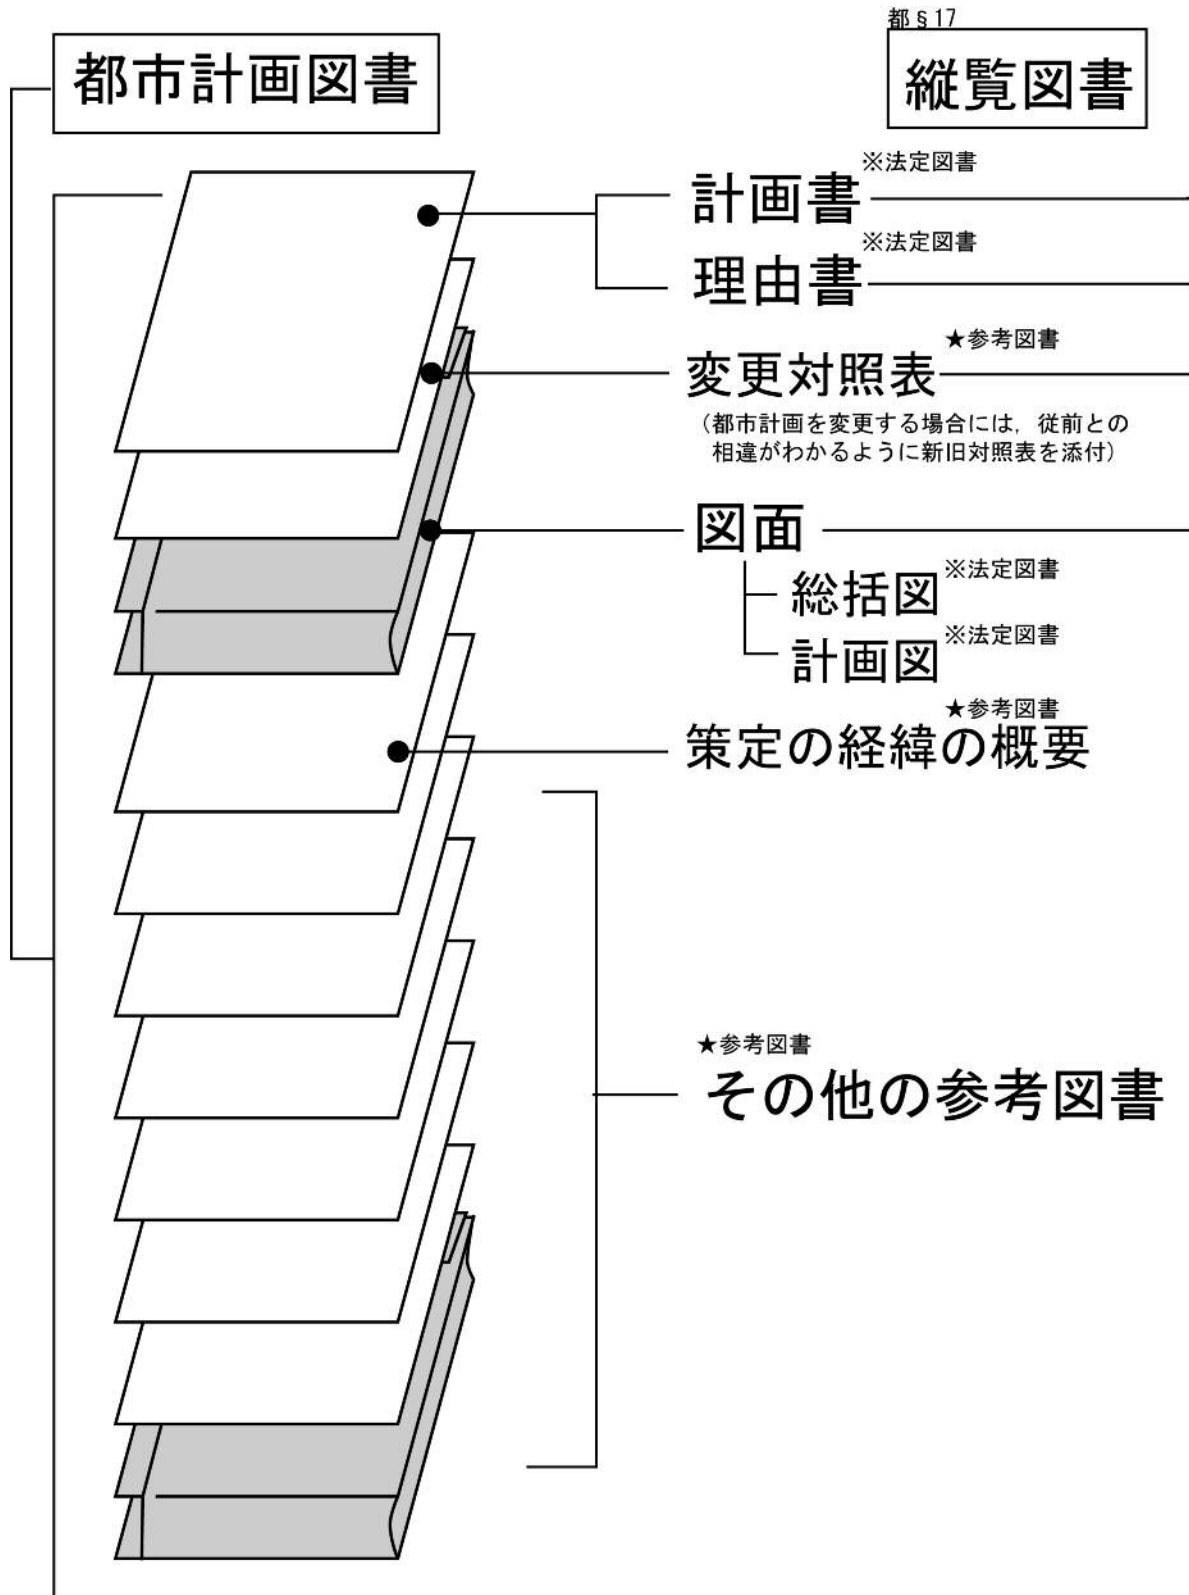 都市計画図書
都§17
縦覧図書
計画書※法定図書
理由書※法定図書
変更対照表★参考図書
（都市計画を変更する場合には，従前との
相違がわかるように新旧対照表を添付）
図面
総括図※法定図書
計画図※法定図書
★参考図書
策定の経緯の概要
★参考図書
その他の参考図書